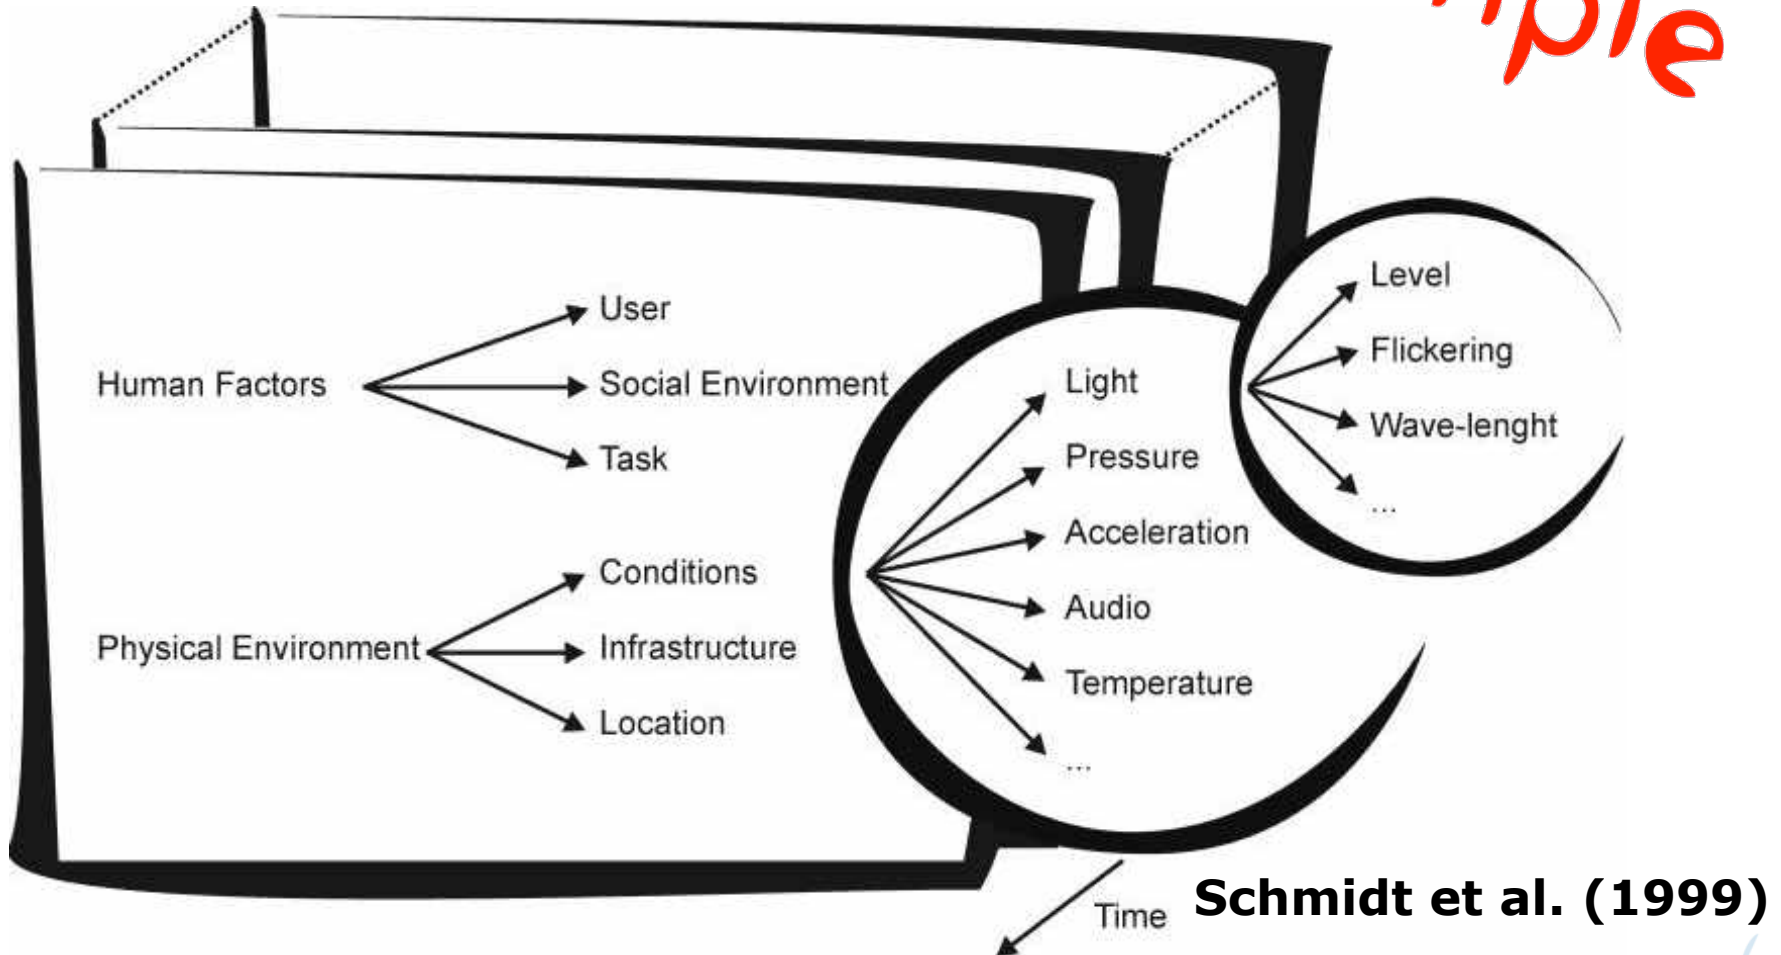 User
Human Factors
Social Environment
Task
Conditions
Physical Environment
Infrastructure
Location
Light
Pressure
Acceleration
Audio
Temperature
...
Level
Flickering
Wave-lenght
...
Time
Schmidt et al. (1999)